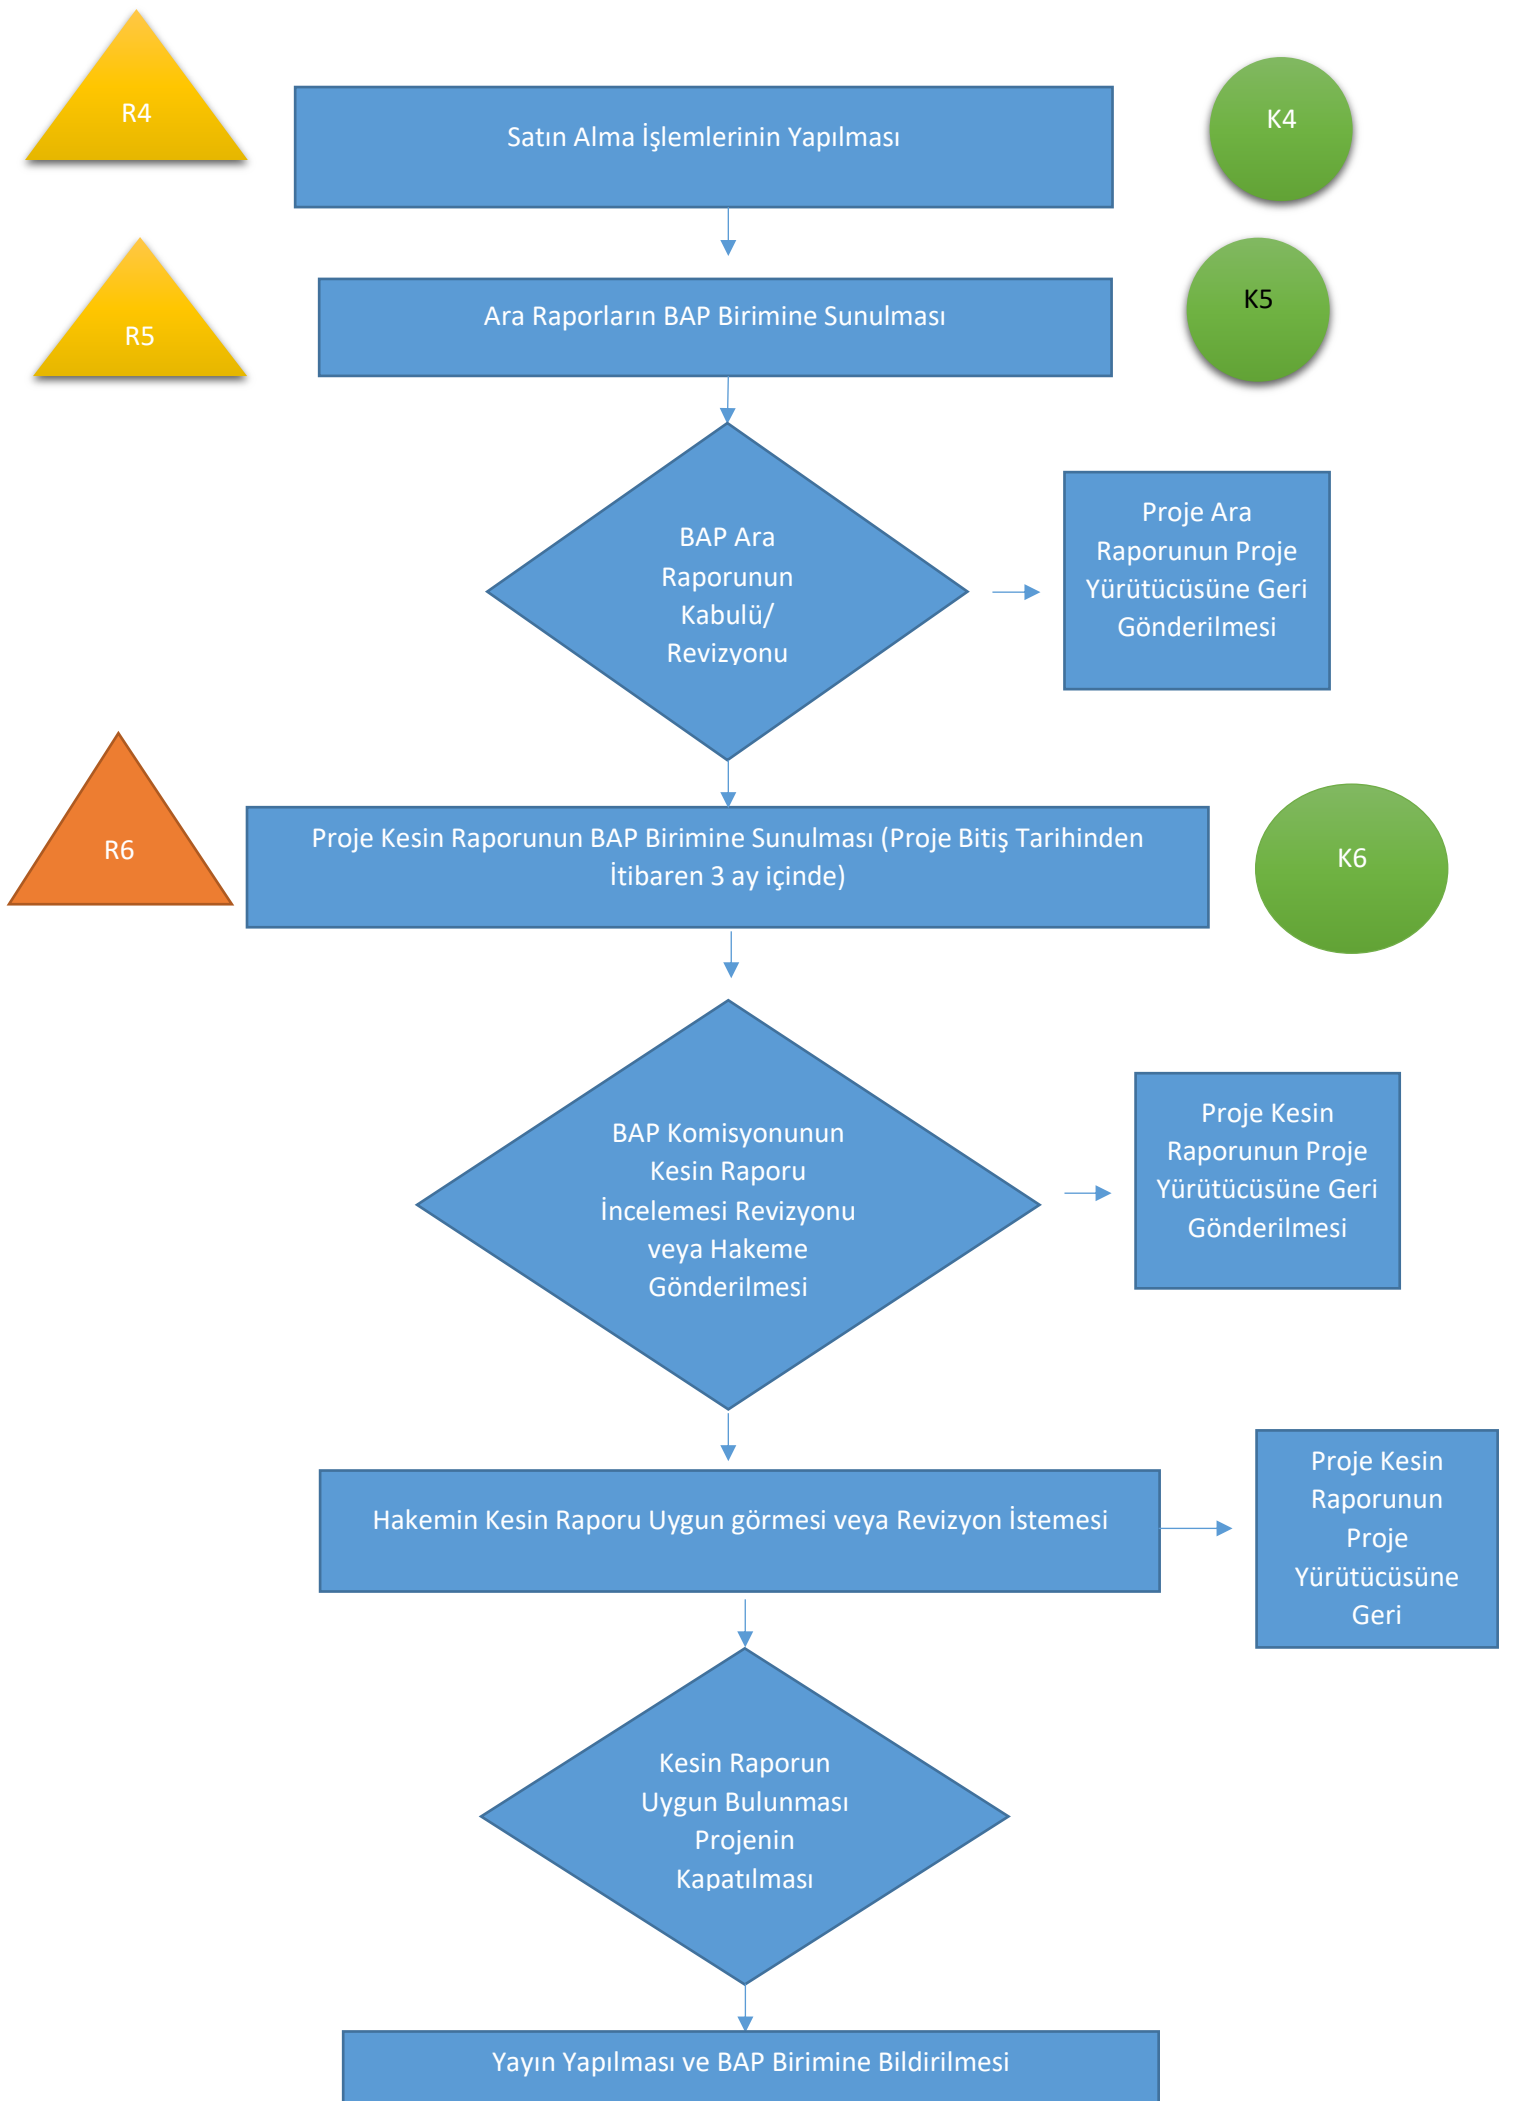 R4
Satın Alma İşlemlerinin Yapılması
K4
R5
Ara Raporların BAP Birimine Sunulması
K5
BAP Ara
Raporunun
Kabulü/
Revizyonu
Proje Ara
Raporunun Proje
Yürütücüsüne Geri
Gönderilmesi
R6
Proje Kesin Raporunun BAP Birimine Sunulması (Proje Bitiş Tarihinden
İtibaren 3 ay içinde)
K6
BAP Komisyonunun
Kesin Raporu
İncelemesi Revizyonu
veya Hakeme
Gönderilmesi
Proje Kesin
Raporunun Proje
Yürütücüsüne Geri
Gönderilmesi
Hakemin Kesin Raporu Uygun görmesi veya Revizyon İstemesi
Proje Kesin
Raporunun
Proje
Yürütücüsüne
Geri
Kesin Raporun
Uygun Bulunması
Projenin
Kapatılması
Yayın Yapılması ve BAP Birimine Bildirilmesi